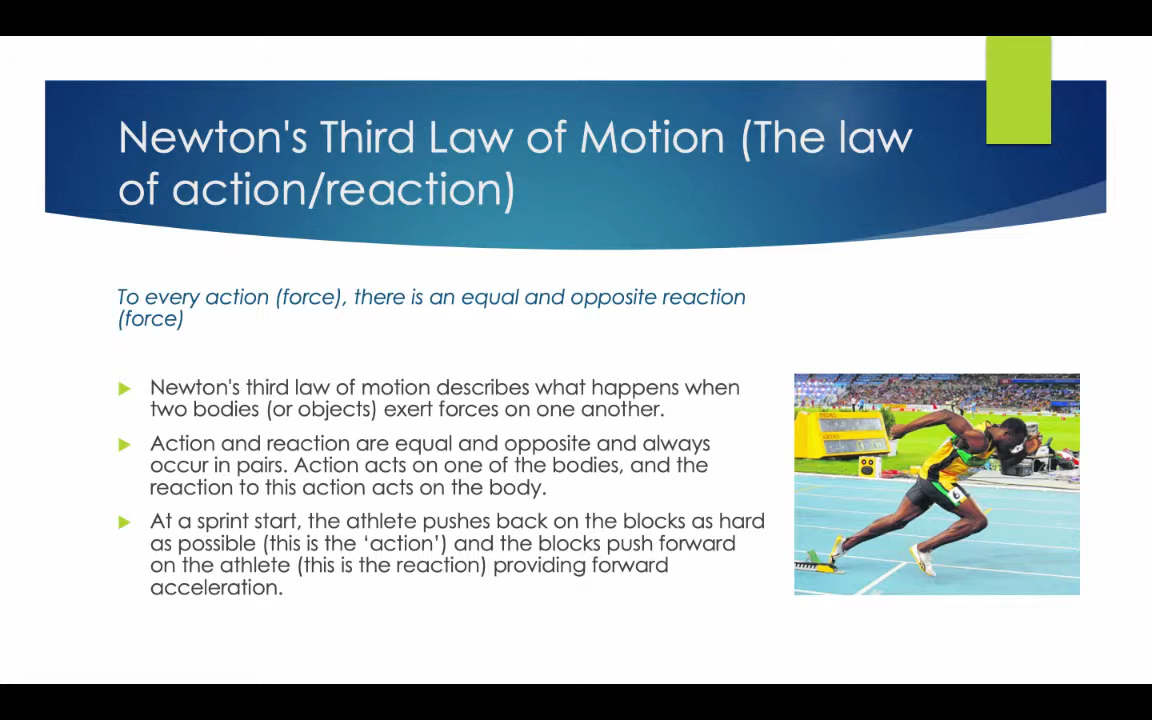 Newton's Third Law of Motion (The law
of action/reaction)
To every action (force), there is an equal and opposite reaction
(force)
Newton's third law of motion describes what happens when
two bodies (or objects) exert forces on one another.
Action and reaction are equal and opposite and always
occur in pairs. Action acts on one of the bodies, and the
reaction to this action acts on the body.
At a sprint start, the athlete pushes back on the blocks as hard
as possible (this is the ‘action’) and the blocks push forward
on the athlete (this is the reaction) providing forward
acceleration.
SEIKO
SEIKO
6